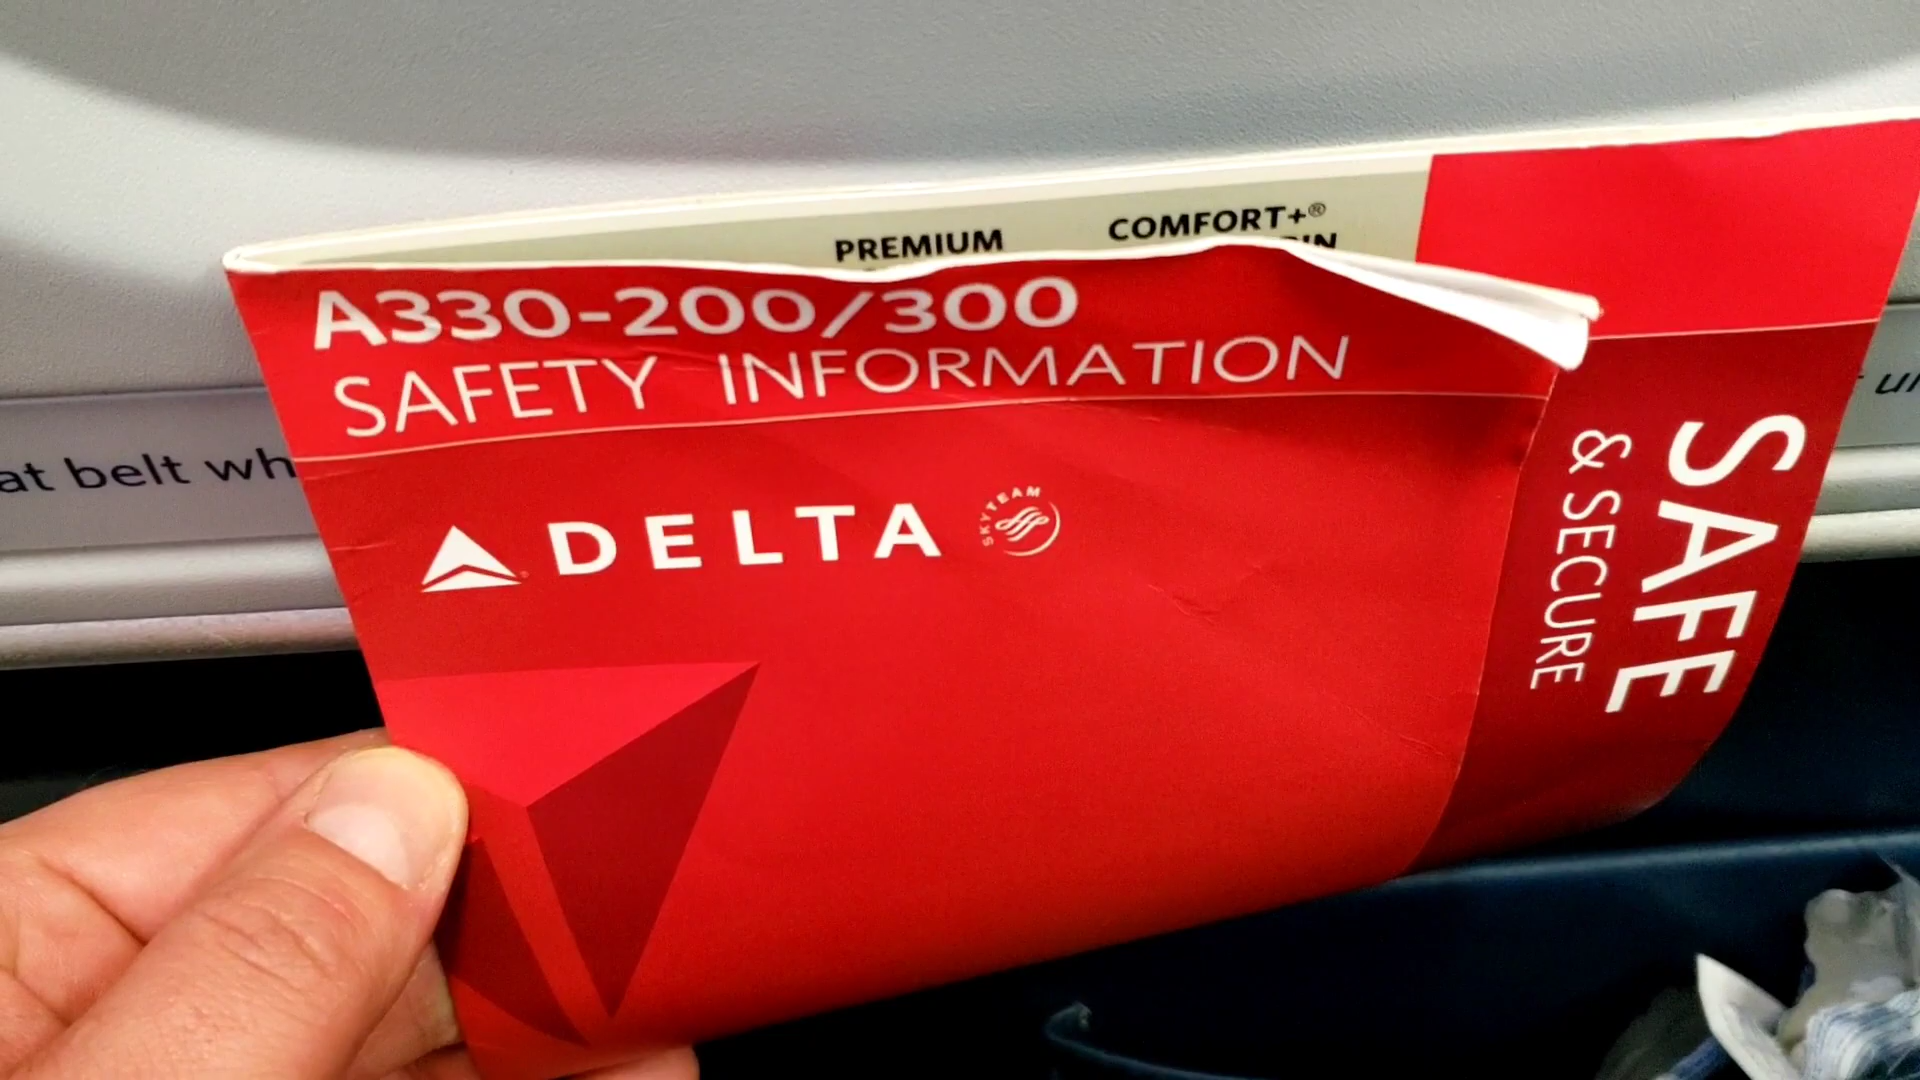 PREMIUM
COMFORT+®
A330-200/300
SAFETY INFORMATION
DELTA
SKYTEAM
SAFE
& SECURE
at belt wh